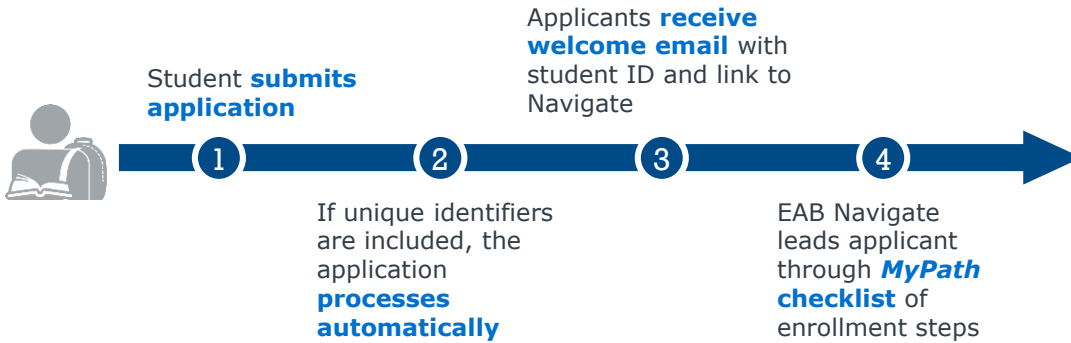 Student submits
application
1
If unique identifiers
are included, the
application
processes
automatically
2
Applicants receive
welcome email with
student ID and link to
Navigate
3
EAB Navigate
leads applicant
through MyPath
checklist of
enrollment steps
4